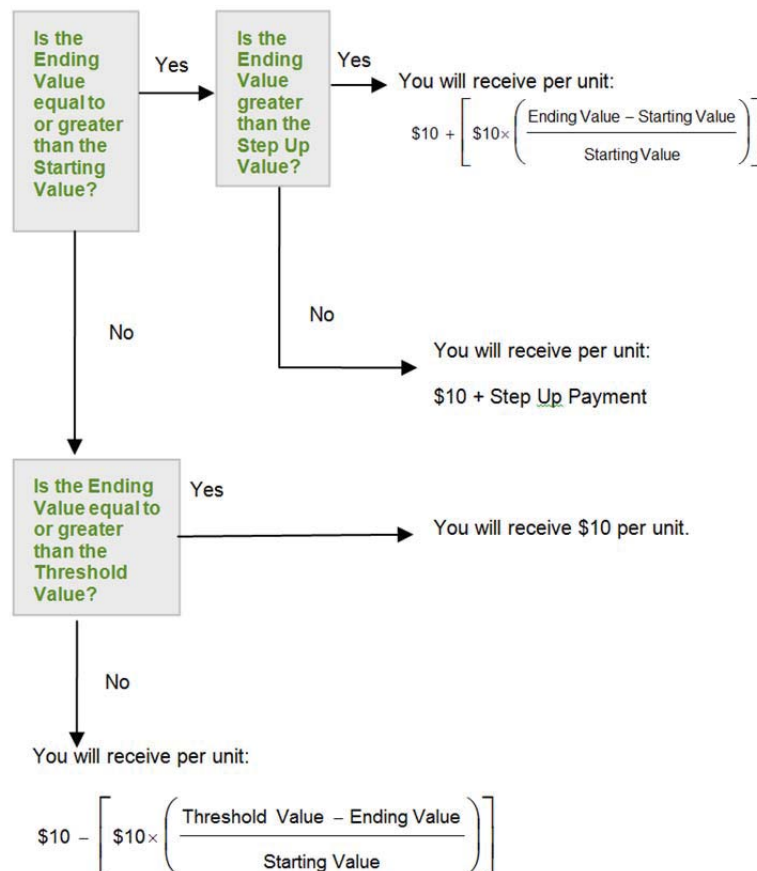 Is the
Ending
Value
equal to
or greater
than the
Starting
Value?
Yes
Is the
Ending
Value
greater
than the
Step Up
Value?
Yes
You will receive per unit:
$10 + [ $10× ( Ending Value – Starting Value
Starting Value ) ]
No
No
You will receive per unit:
$10 + Step Up Payment
Is the Ending
Value equal to
or greater
than the
Threshold
Value?
Yes
You will receive $10 per unit.
No
You will receive per unit:
$10 – [ $10× ( Threshold Value – Ending Value
Starting Value ) ]